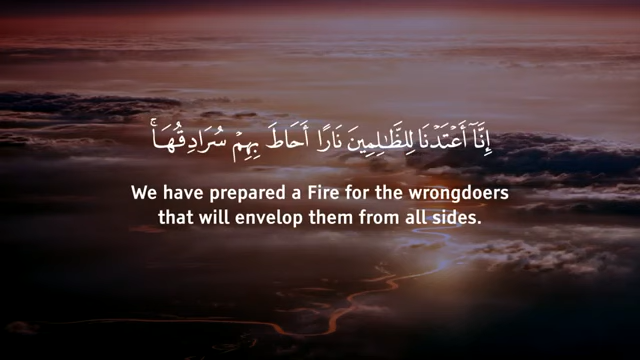 إِنَّآ أَعْتَدْنَا لِلظَّـٰلِمِينَ نَارًا أَحَاطَ بِهِمْ سُرَادِقُهَا ۚ
We have prepared a Fire for the wrongdoers
that will envelop them from all sides.